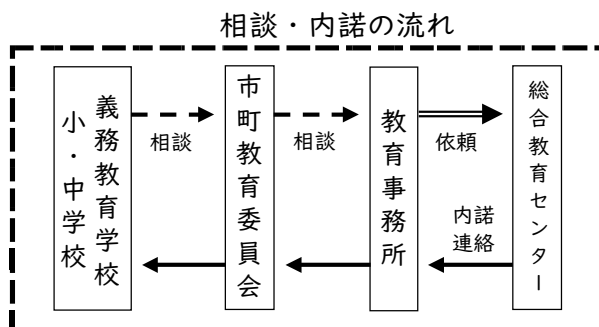 相談・内諾の流れ
義務教育学校
小・中学校
相談
市町教育委員会
相談
教育事務所
依頼
内諾
連絡
総合教育センター